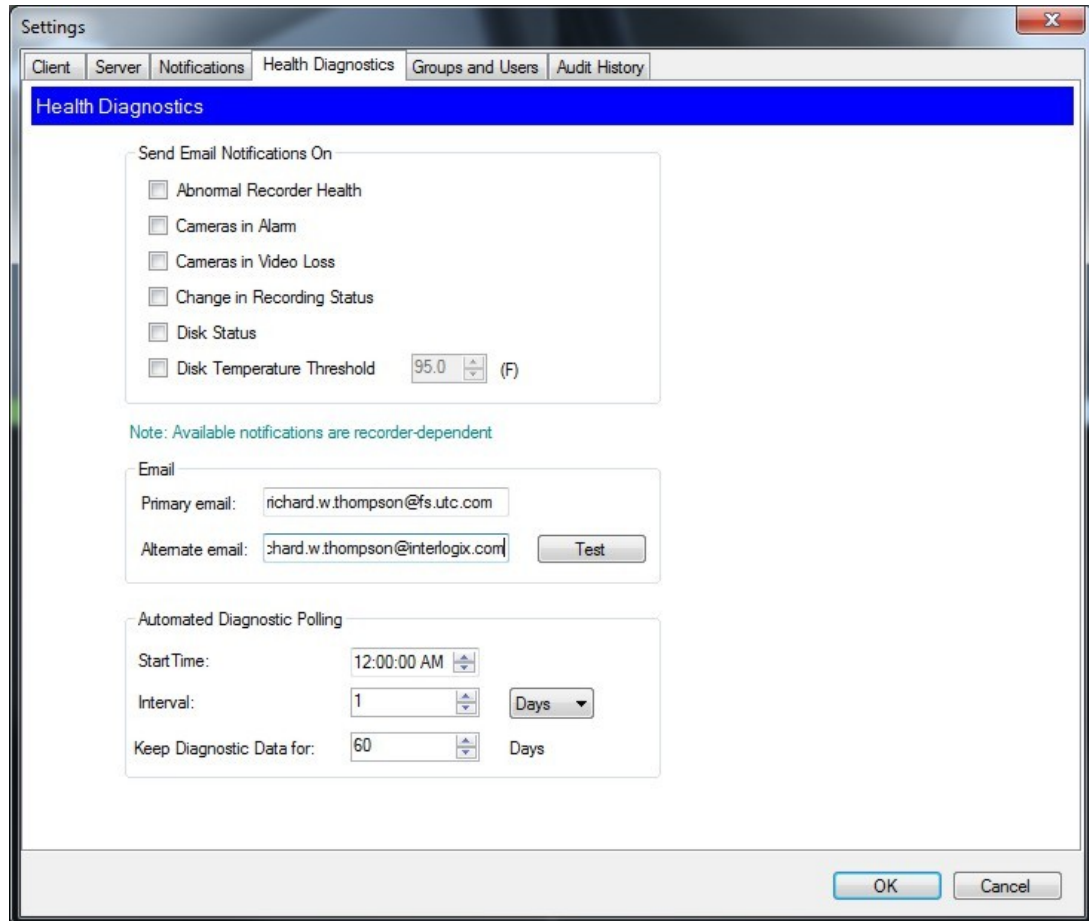 Settings
Client Server Notifications Health Diagnostics Groups and Users Audit History
Health Diagnostics
Send Email Notifications On
Abnormal Recorder Health
Cameras in Alarm
Cameras in Video Loss
Change in Recording Status
Disk Status
Disk Temperature Threshold 95.0 (F)
Note: Available notifications are recorder-dependent
Email
Primary email: richard.w.thompson@fs.utc.com
Alternate email: chard.w.thompson@interlogix.com Test
Automated Diagnostic Polling
StartTime: 12:00:00 AM
Interval: 1 Days
Keep Diagnostic Data for: 60 Days
OK Cancel